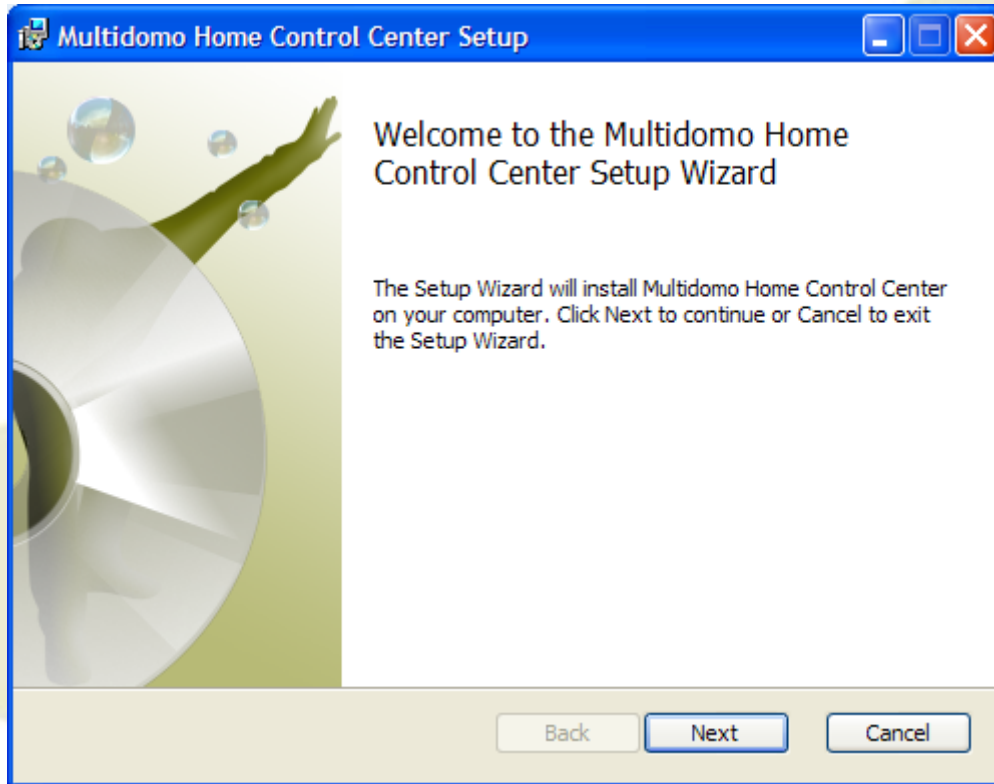 Multidomo Home Control Center Setup
Welcome to the Multidomo Home
Control Center Setup Wizard
The Setup Wizard will install Multidomo Home Control Center
on your computer. Click Next to continue or Cancel to exit
the Setup Wizard.
Back
Next
Cancel